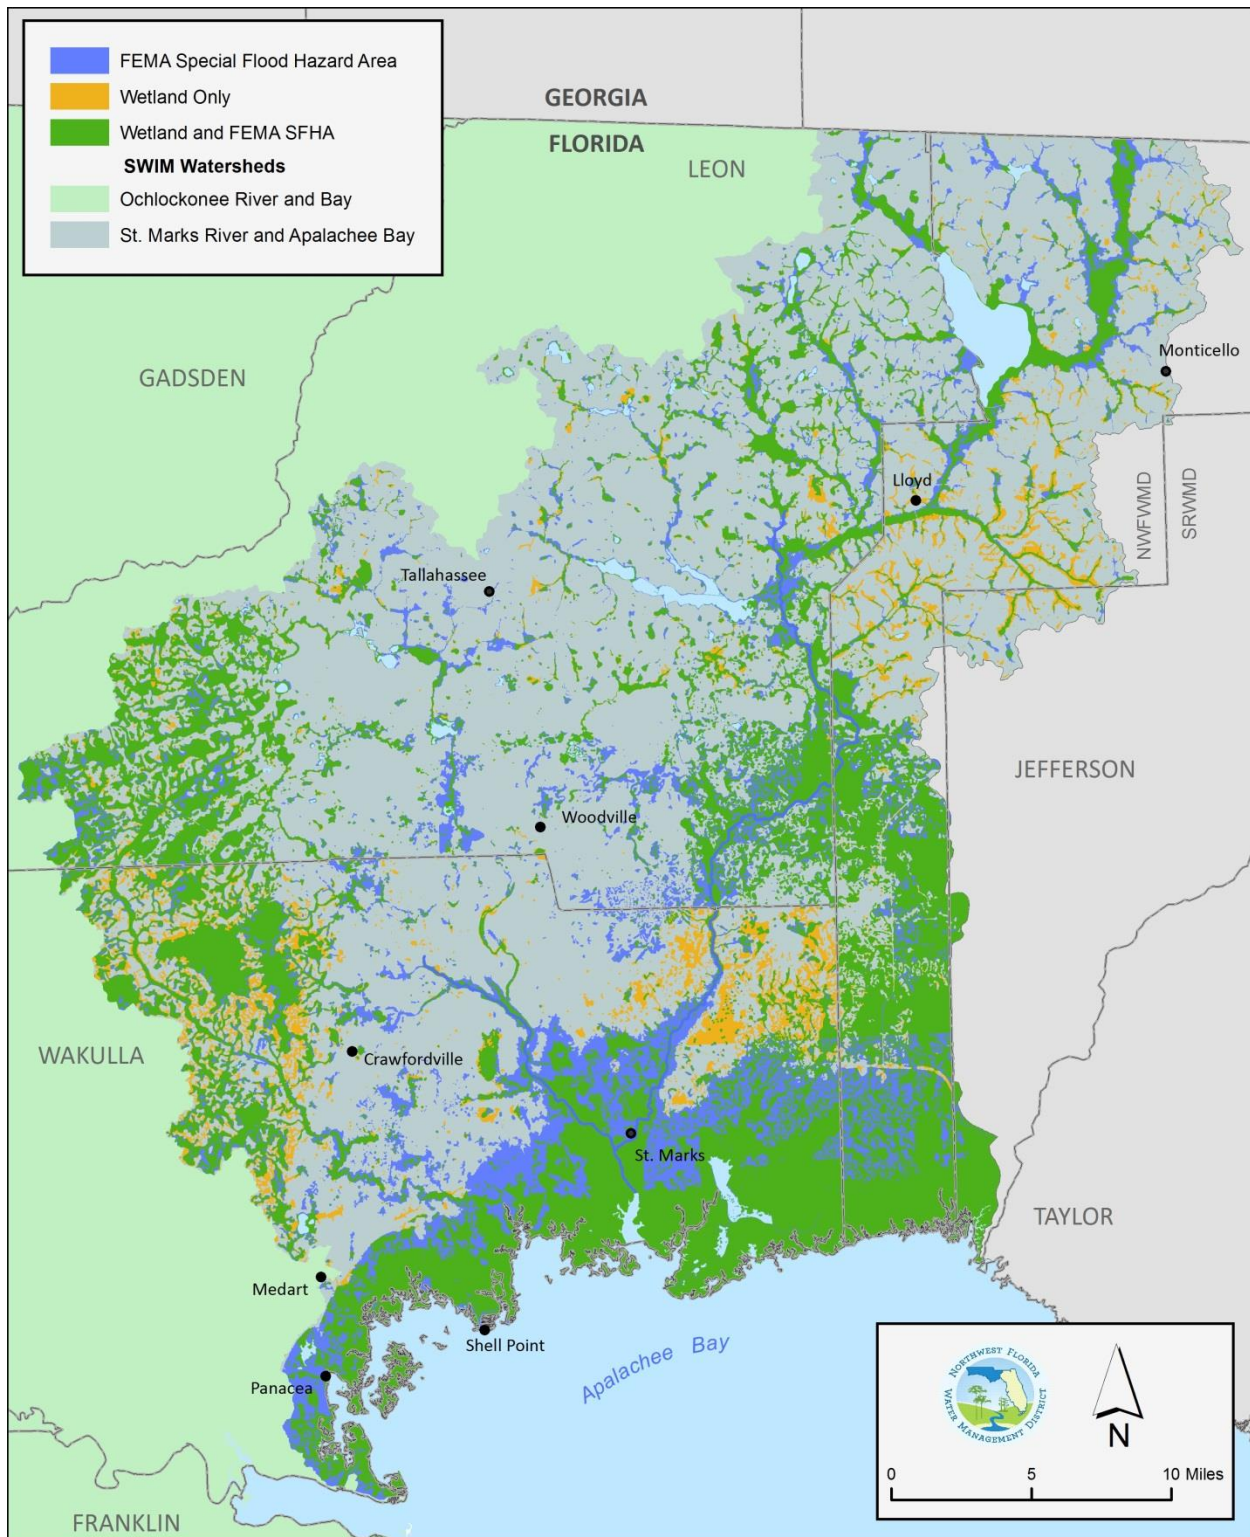 FEMA Special Flood Hazard Area
Wetland Only
Wetland and FEMA SFHA
SWIM Watersheds
Ochlockonee River and Bay
St. Marks River and Apalachee Bay
GEORGIA
FLORIDA
LEON
GADSDEN
Monticello
Lloyd
NWFWMD
SRWMD
Tallahassee
JEFFERSON
Woodville
WAKULLA
Crawfordville
St. Marks
TAYLOR
Medart
Shell Point
Panacea
Apalachee Bay
FRANKLIN
NORTHWEST FLORIDA
WATER MANAGEMENT DISTRICT
N
0 5 10 Miles